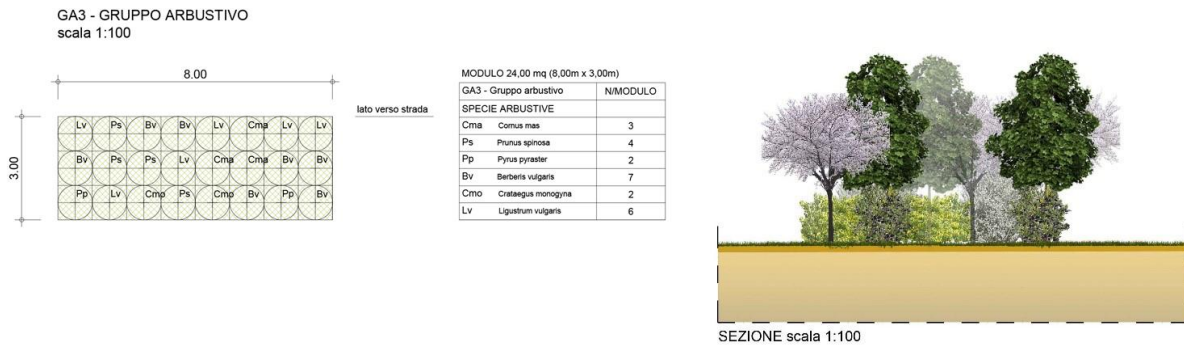 GA3 - GRUPPO ARBUSTIVO
scala 1:100
8.00
3.00
lato verso strada
Lv Ps Bv Bv Lv Cma Lv Lv
Bv Ps Ps Lv Cma Cma Bv Bv
Pp Lv Cmo Ps Cmo Bv Pp Bv
MODULO 24,00 mq (8,00m x 3,00m)
GA3 - Gruppo arbustivo N/MODULO
SPECIE ARBUSTIVE
Cma Cornus mas 3
Ps Prunus spinosa 4
Pp Pyrus pyraster 2
Bv Berberis vulgaris 7
Cmo Crataegus monogyna 2
Lv Ligustrum vulgaris 6
SEZIONE scala 1:100